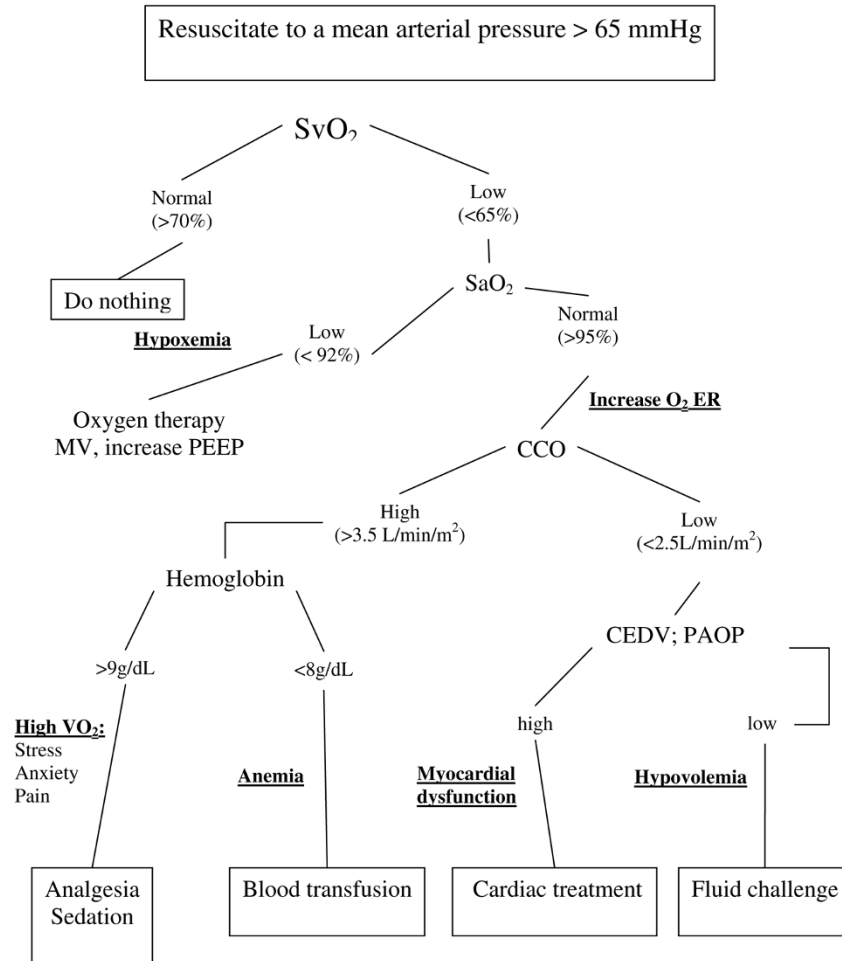 Resuscitate to a mean arterial pressure > 65 mmHg
SvO₂
Normal
(>70%)
Low
(<65%)
Do nothing
SaO₂
Hypoxemia
Low
(< 92%)
Normal
(>95%)
Oxygen therapy
MV, increase PEEP
Increase O₂ ER
CCO
High
(>3.5 L/min/m²)
Low
(<2.5L/min/m²)
Hemoglobin
CEDV; PAOP
>9g/dL
<8g/dL
High VO₂:
Stress
Anxiety
Pain
high
low
Anemia
Myocardial
dysfunction
Hypovolemia
Analgesia
Sedation
Blood transfusion
Cardiac treatment
Fluid challenge